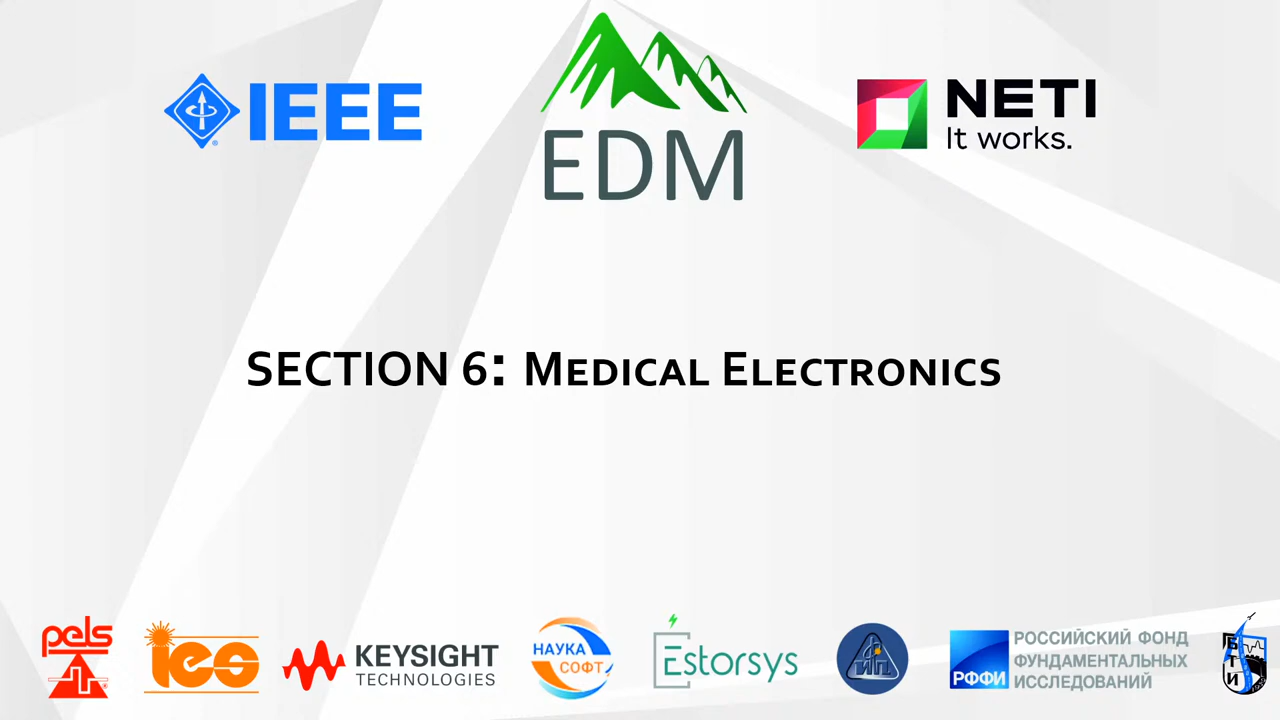 IEEE
EDM
NETI
It works.
SECTION 6: MEDICAL ELECTRONICS
pels
ies
KEYSIGHT
TECHNOLOGIES
НАУКА
СОФТ
Estorsys
РФФИ
РОССИЙСКИЙ ФОНД
ФУНДАМЕНТАЛЬНЫХ
ИССЛЕДОВАНИЙ
БТИ